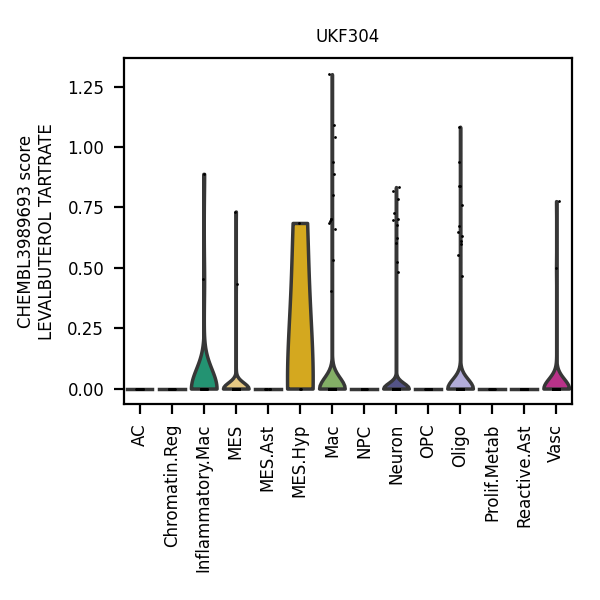 UKF304
CHEMBL3989693 score
LEVALBUTEROL TARTRATE
1.25
1.00
0.75
0.50
0.25
0.00
AC
Chromatin.Reg
Inflammatory.Mac
MES
MES.Ast
MES.Hyp
Mac
NPC
Neuron
OPC
Oligo
Prolif.Metab
Reactive.Ast
Vasc